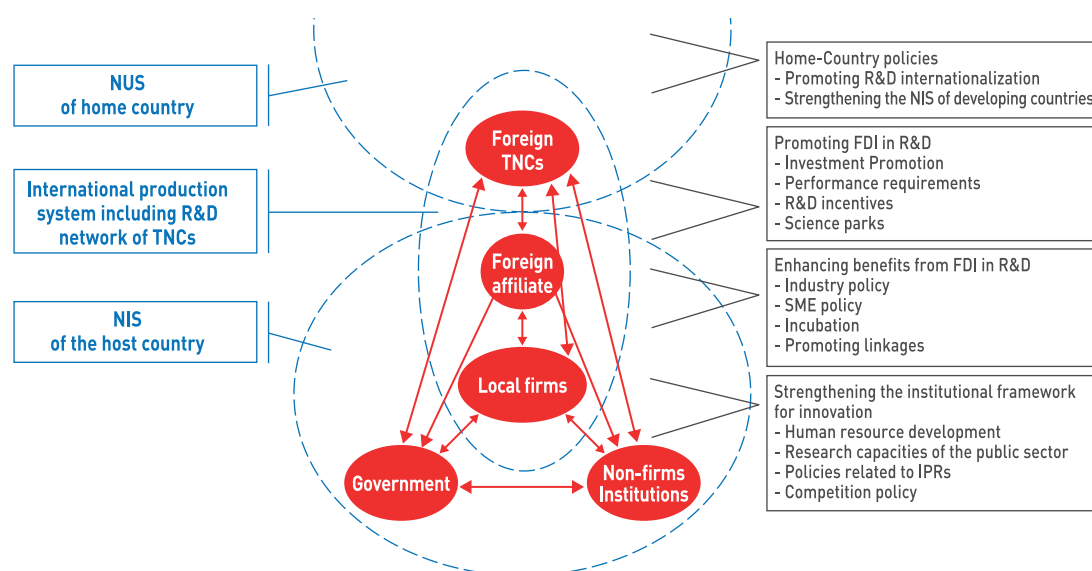 NUS
of home country
International production
system including R&D
network of TNCs
NIS
of the host country
Foreign
TNCs
Foreign
affiliate
Local firms
Government
Non-firms
Institutions
Home-Country policies
- Promoting R&D internationalization
- Strengthening the NIS of developing countries
Promoting FDI in R&D
- Investment Promotion
- Performance requirements
- R&D incentives
- Science parks
Enhancing benefits from FDI in R&D
- Industry policy
- SME policy
- Incubation
- Promoting linkages
Strengthening the institutional framework
for innovation
- Human resource development
- Research capacities of the public sector
- Policies related to IPRs
- Competition policy